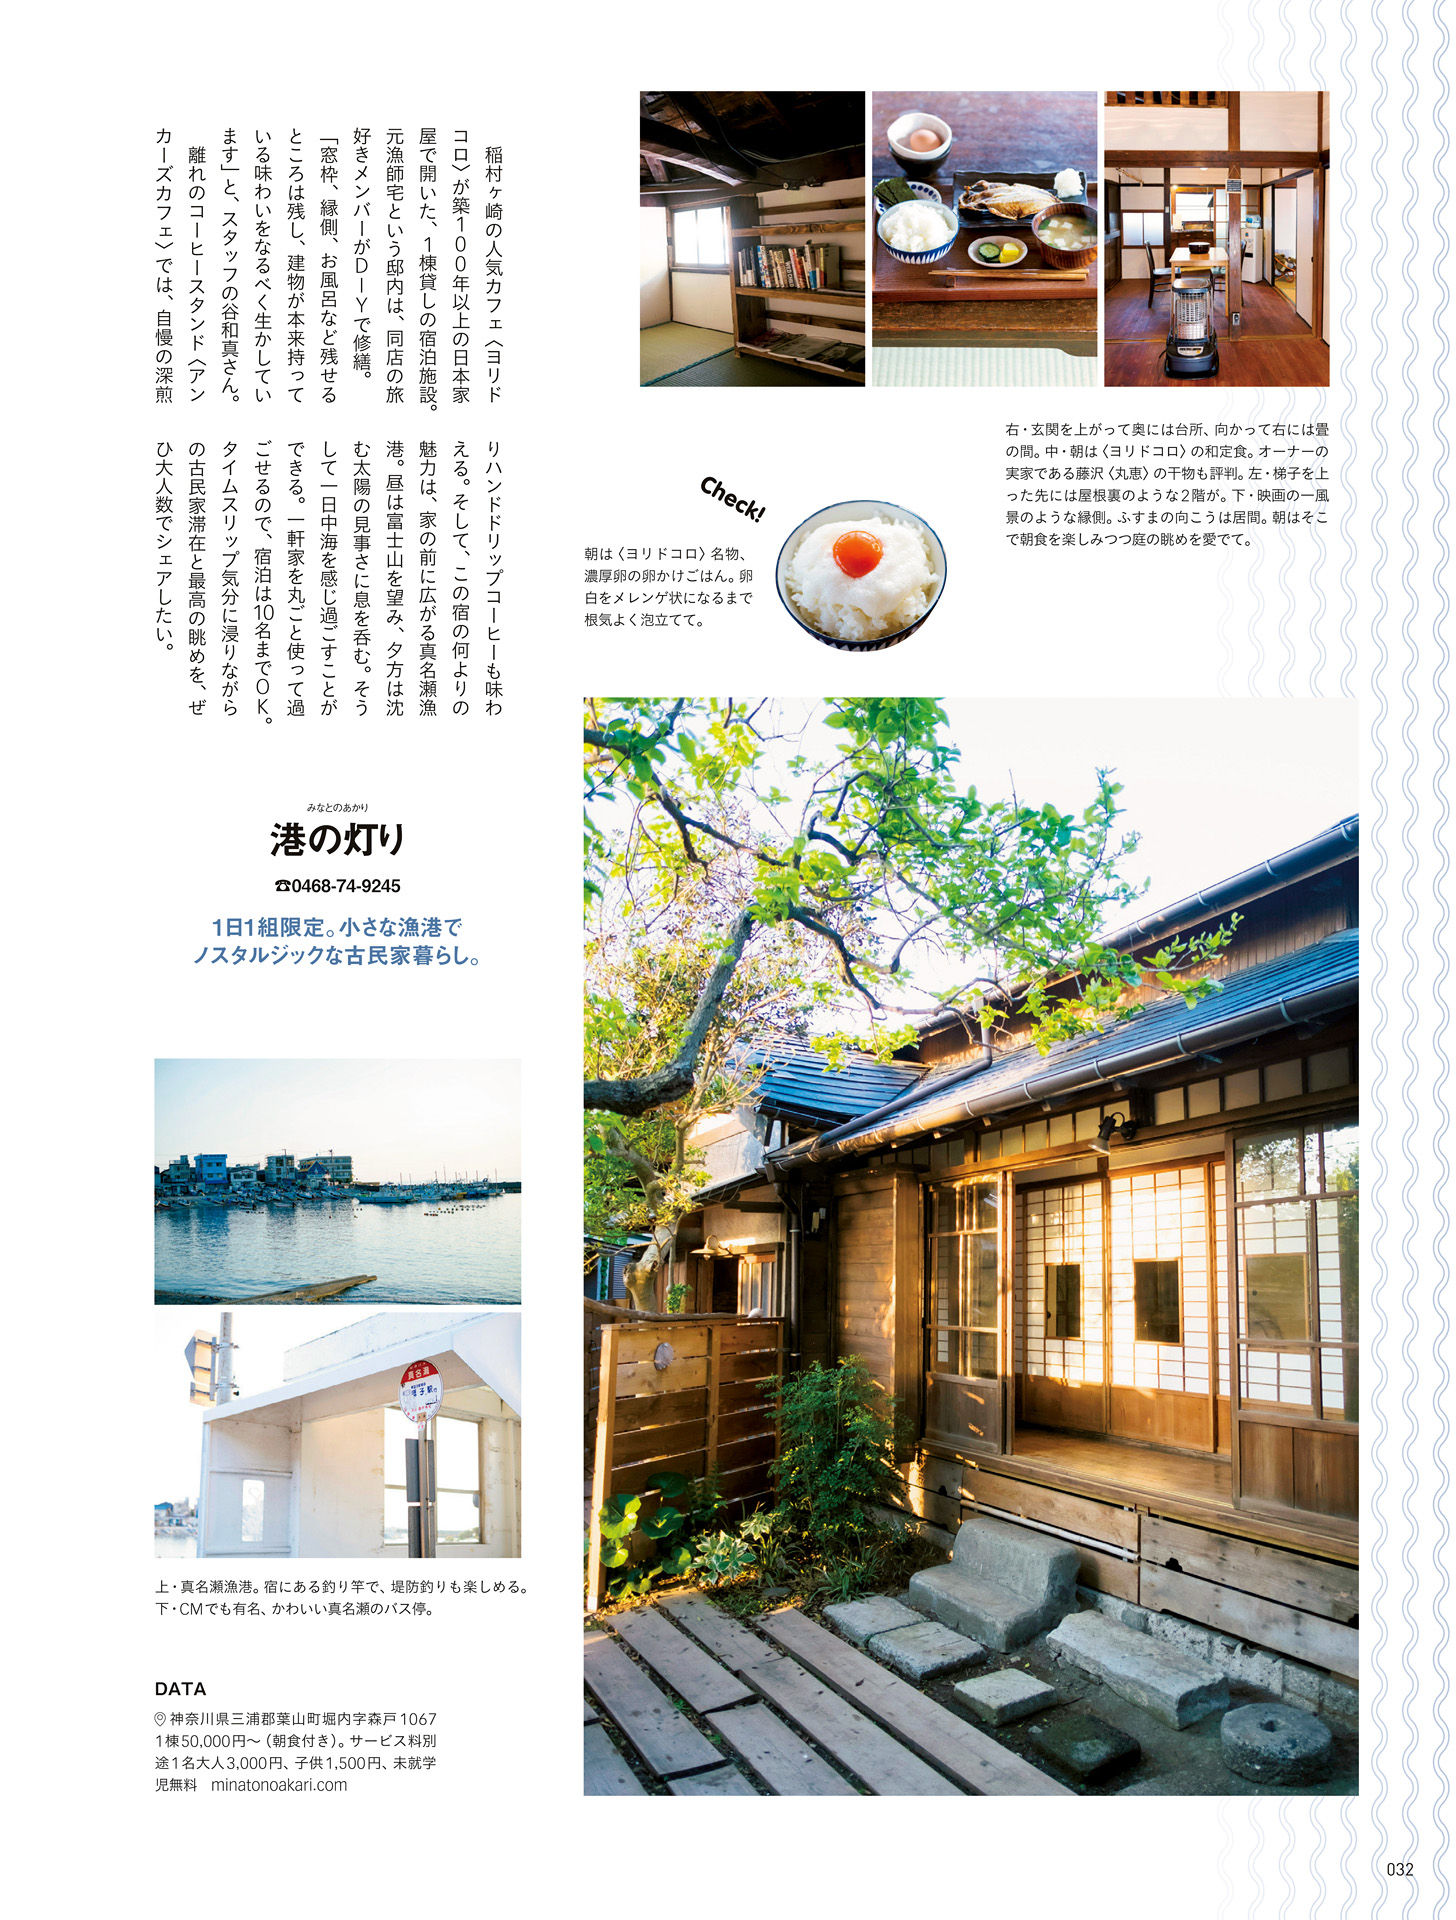 稲村ヶ崎の人気カフェ〈ヨリド
コロ〉が築100年以上の日本家
屋で開いた、1棟貸しの宿泊施設。
元漁師宅という邸内は、同店の旅
好きメンバーがDIYで修繕。
「窓枠、縁側、お風呂など残せる
ところは残し、建物が本来持って
いる味わいをなるべく生かしてい
ます」と、スタッフの谷和真さん。
離れのコーヒースタンド〈アン
カーズカフェ〉では、自慢の深煎
りハンドドリップコーヒーも味わ
える。そして、この宿の何よりの
魅力は、家の前に広がる真名瀬漁
港。昼は富士山を望み、夕方は沈
む太陽の見事さに息を呑む。そう
して一日中海を感じ過ごすことが
できる。一軒家を丸ごと使って過
ごせるので、宿泊は10名までOK。
タイムスリップ気分に浸りながら
の古民家滞在と最高の眺めを、ぜ
ひ大人数でシェアしたい。
右・玄関を上がって奥には台所、向かって右には畳
の間。中・朝は〈ヨリドコロ〉の和定食。オーナーの
実家である藤沢〈丸恵〉の干物も評判。左・梯子を上
った先には屋根裏のような2階が。下・映画の一風
景のような縁側。ふすまの向こうは居間。朝はそこ
で朝食を楽しみつつ庭の眺めを愛でて。
Check!
朝は〈ヨリドコロ〉名物、
濃厚卵の卵かけごはん。卵
白をメレンゲ状になるまで
根気よく泡立てて。
みなとのあかり
港の灯り
☎0468-74-9245
1日1組限定。小さな漁港で
ノスタルジックな古民家暮らし。
真名瀬
逗子駅
上・真名瀬漁港。宿にある釣り竿で、堤防釣りも楽しめる。
下・CMでも有名、かわいい真名瀬のバス停。
DATA
神奈川県三浦郡葉山町堀内字森戸1067
1棟50,000円〜（朝食付き）。サービス料別
途1名大人3,000円、子供1,500円、未就学
児無料　minatonoakari.com
032